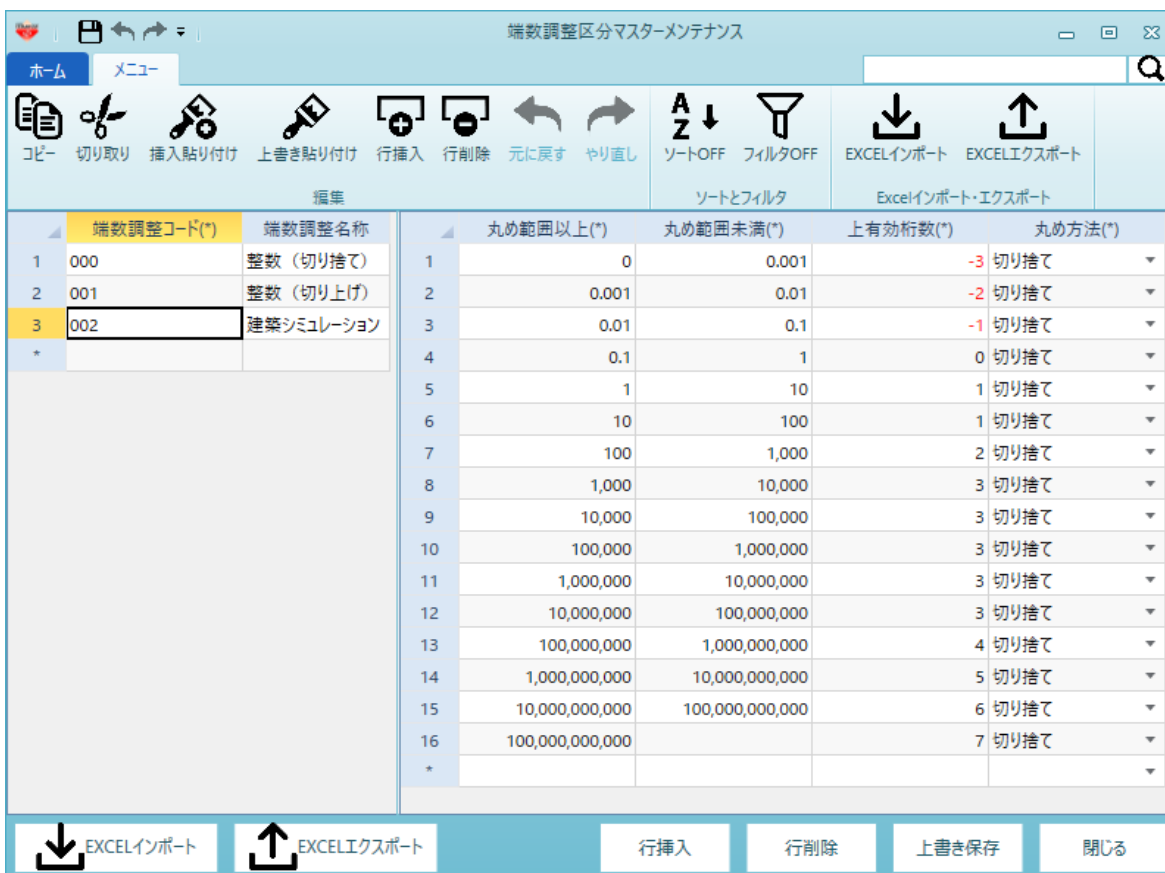 端数調整区分マスターメンテナンス
ホーム メニュー
コピー 切り取り 挿入貼り付け 上書き貼り付け 行挿入 行削除 元に戻す やり直し ソートOFF フィルタOFF EXCELインポート EXCELエクスポート
編集 ソートとフィルタ Excelインポート・エクスポート
端数調整コード(*) 端数調整名称
1 000 整数（切り捨て）
2 001 整数（切り上げ）
3 002 建築シミュレーション
*
丸め範囲以上(*) 丸め範囲未満(*) 上有効桁数(*) 丸め方法(*)
1 0 0.001 -3 切り捨て
2 0.001 0.01 -2 切り捨て
3 0.01 0.1 -1 切り捨て
4 0.1 1 0 切り捨て
5 1 10 1 切り捨て
6 10 100 1 切り捨て
7 100 1,000 2 切り捨て
8 1,000 10,000 3 切り捨て
9 10,000 100,000 3 切り捨て
10 100,000 1,000,000 3 切り捨て
11 1,000,000 10,000,000 3 切り捨て
12 10,000,000 100,000,000 3 切り捨て
13 100,000,000 1,000,000,000 4 切り捨て
14 1,000,000,000 10,000,000,000 5 切り捨て
15 10,000,000,000 100,000,000,000 6 切り捨て
16 100,000,000,000 7 切り捨て
*
EXCELインポート EXCELエクスポート 行挿入 行削除 上書き保存 閉じる